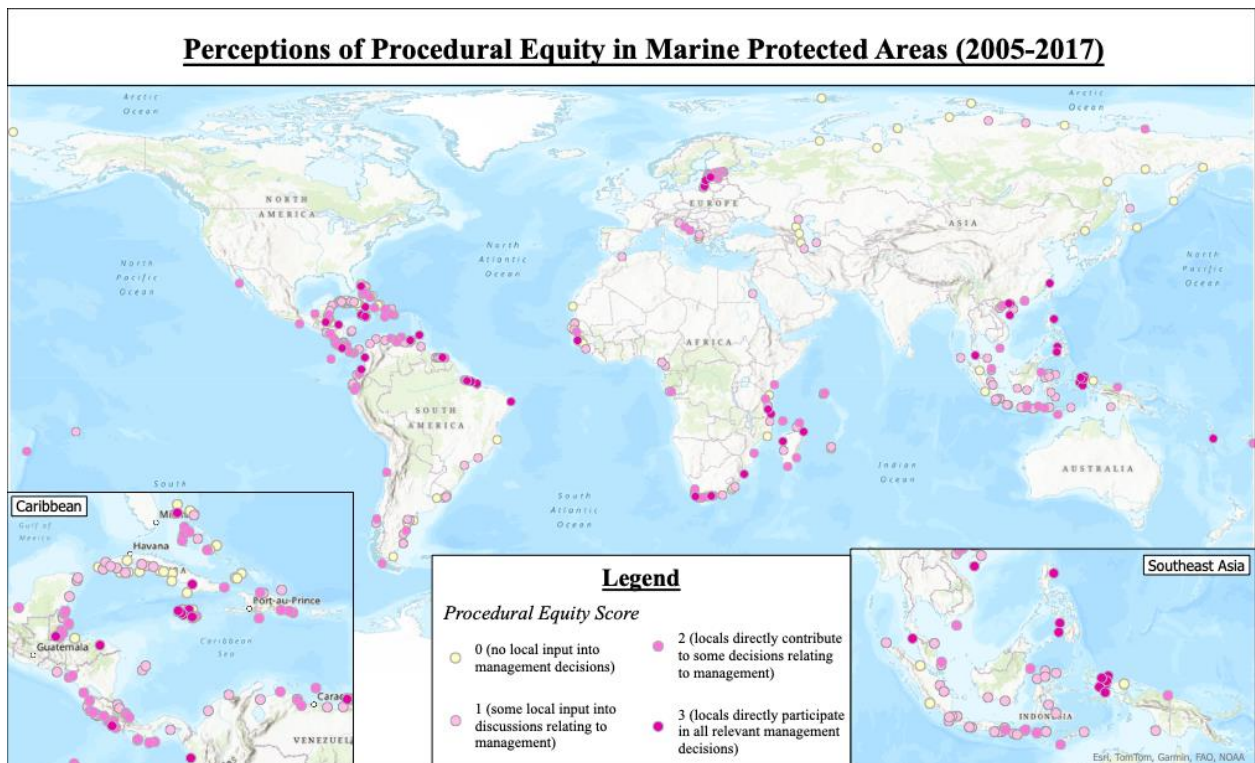 Perceptions of Procedural Equity in Marine Protected Areas (2005-2017)
Arctic
Ocean
Arctic
Ocean
NORTH
AMERICA
EUROPE
ASIA
North
Pacific
Ocean
North
Atlantic
Ocean
North
Pacific
Ocean
AFRICA
SOUTH
AMERICA
Indian
Ocean
AUSTRALIA
South
South
Atlantic
Ocean
Caribbean
Gulf of
Mexico
Havana
Port-au-Prince
Guatemala
Caribbean
Sea
VENEZUEL
Legend
Procedural Equity Score
0 (no local input into
management decisions)
1 (some local input into
discussions relating to
management)
2 (locals directly contribute
to some decisions relating
to management)
3 (locals directly participate
in all relevant management
decisions)
Southeast Asia
INDONESIA
Esri, TomTom, Garmin, FAO, NOAA